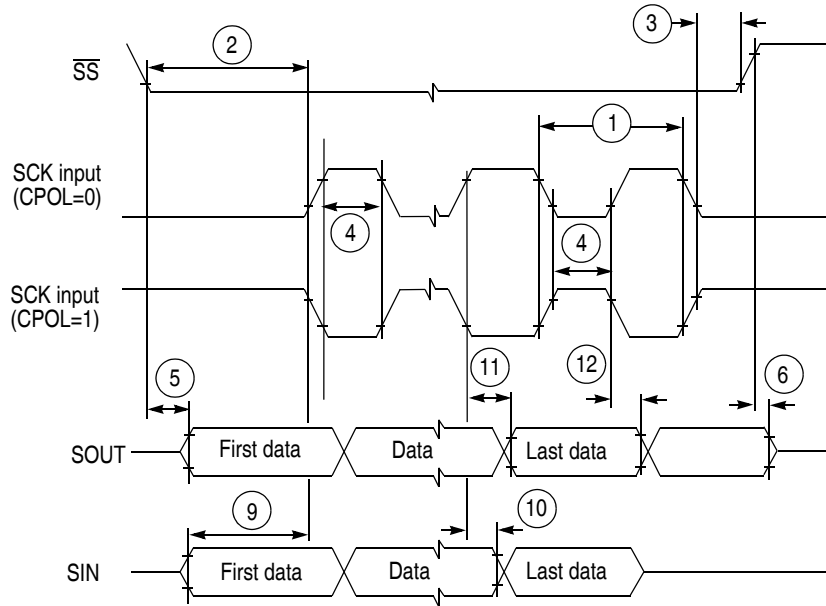 3
2
SS
1
SCK input
(CPOL=0)
4
4
SCK input
(CPOL=1)
11
12
5
6
SOUT
First data
Data
Last data
9
10
SIN
First data
Data
Last data